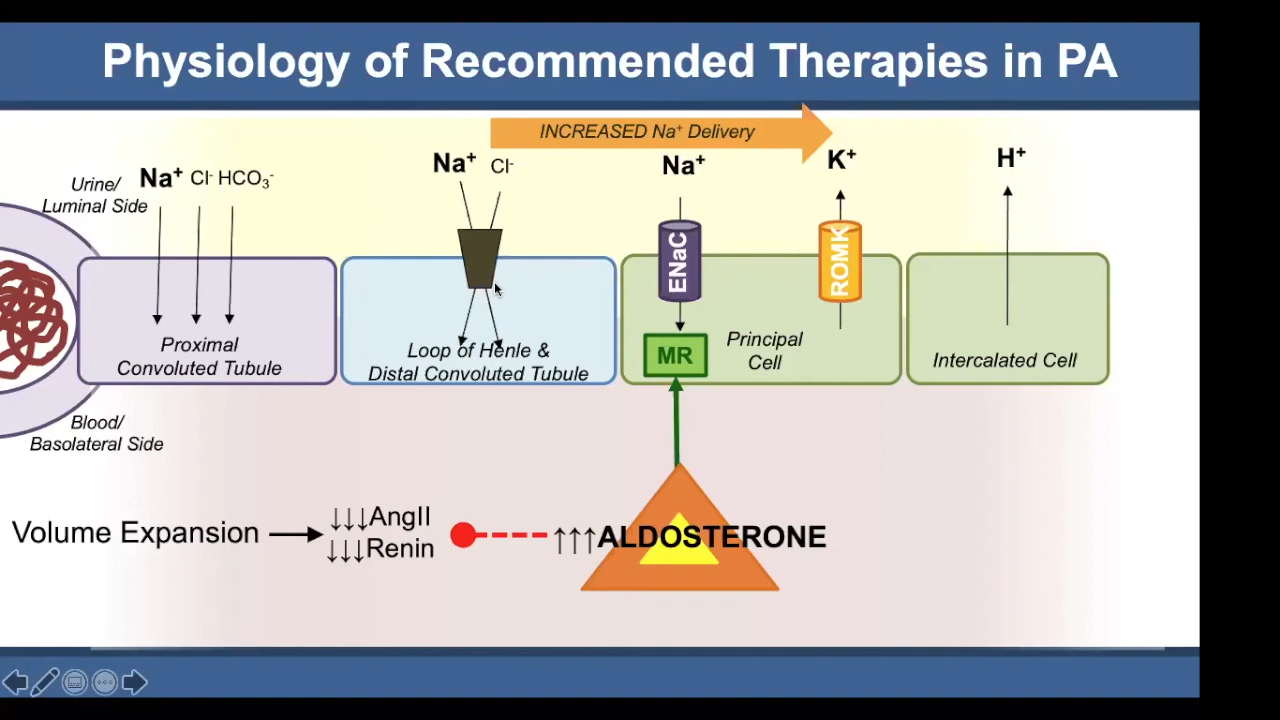 Physiology of Recommended Therapies in PA
INCREASED Na⁺ Delivery
Urine/
Luminal Side
Na⁺ Cl⁻ HCO₃⁻
Na⁺ Cl⁻
Na⁺
K⁺
H⁺
ENaC
ROMK
Proximal
Convoluted Tubule
Loop of Henle &
Distal Convoluted Tubule
MR
Principal
Cell
Intercalated Cell
Blood/
Basolateral Side
Volume Expansion
↓↓↓AngII
↓↓↓Renin
↑↑↑ALDOSTERONE